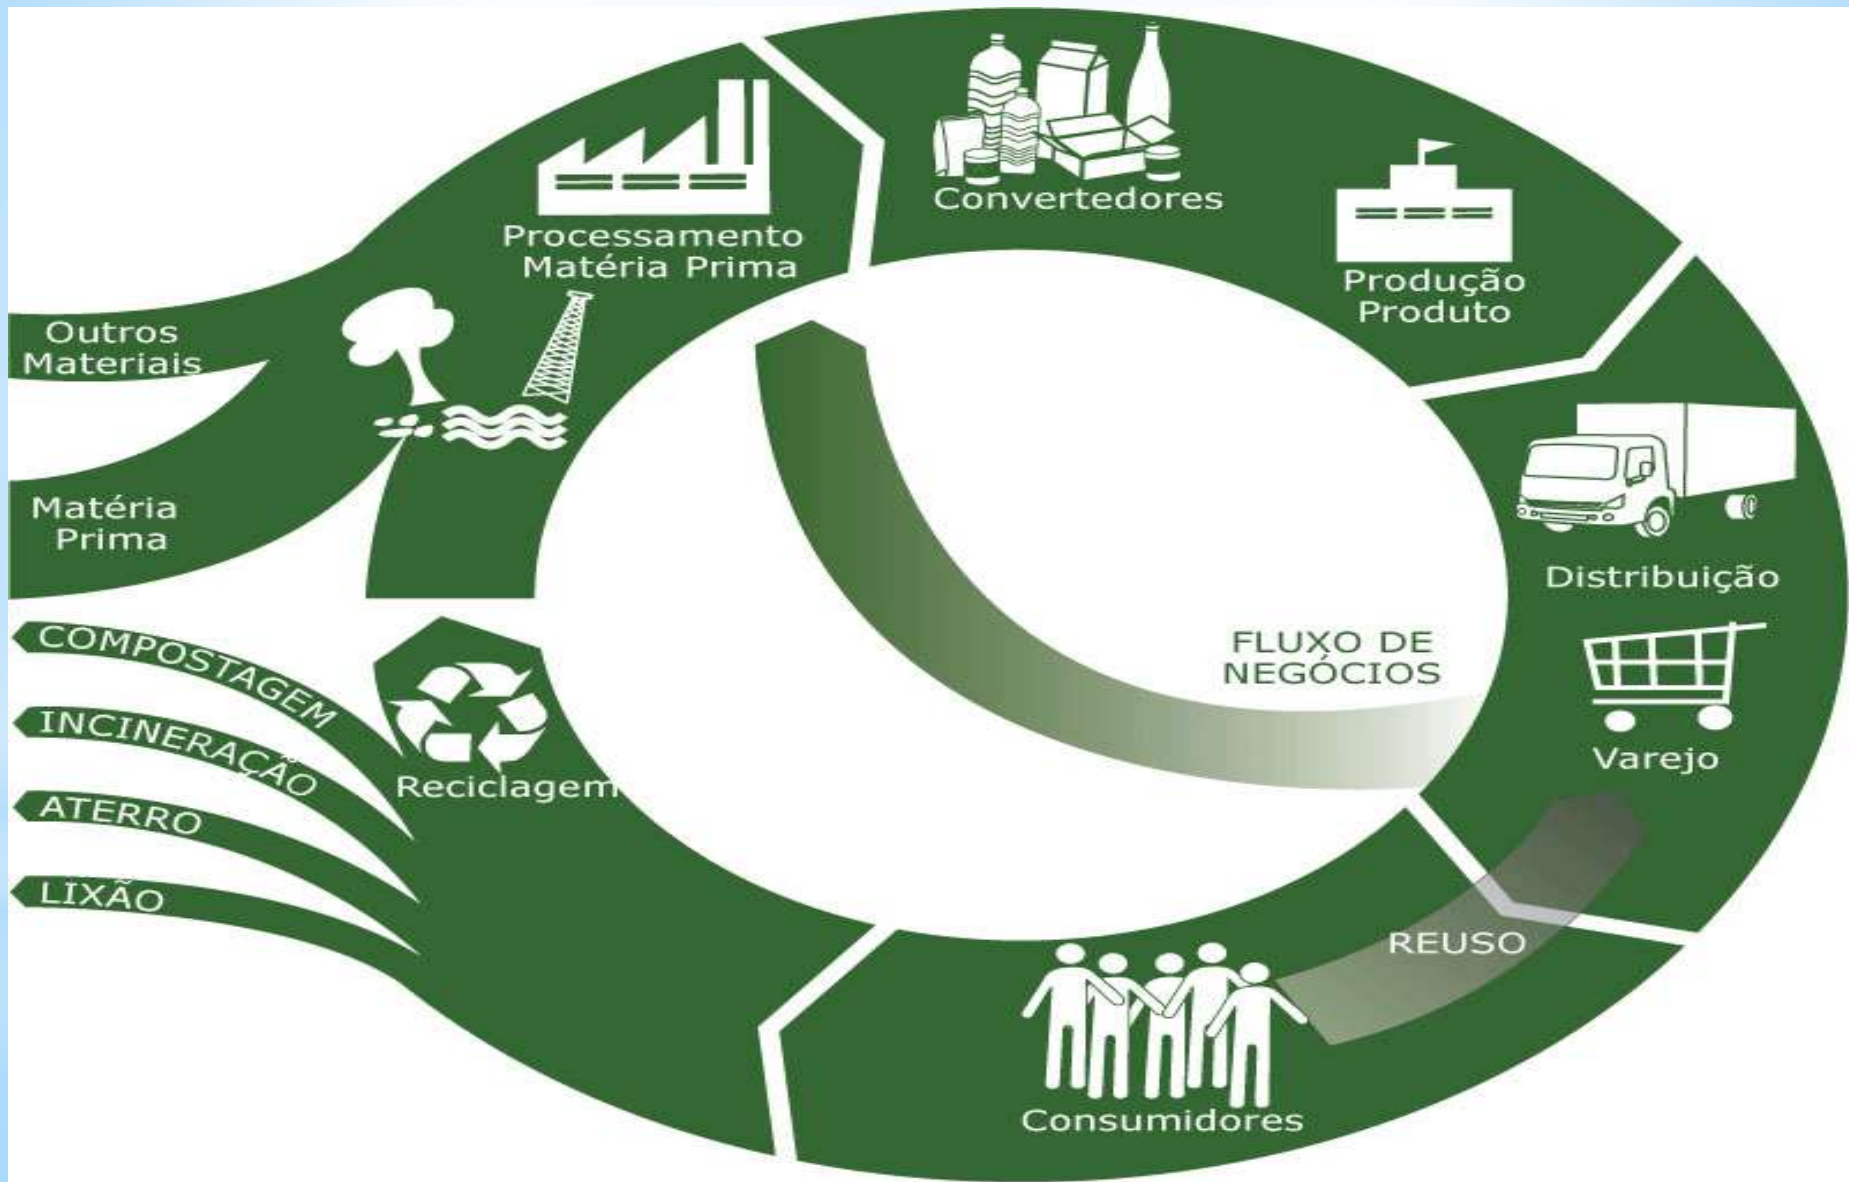 Convertedores
Processamento
Matéria Prima
Produção
Produto
Outros
Materiais
Matéria
Prima
Distribuição
COMPOSTAGEM
FLUXO DE
NEGÓCIOS
INCINERAÇÃO
Varejo
Reciclagem
ATERRO
LIXÃO
REUSO
Consumidores